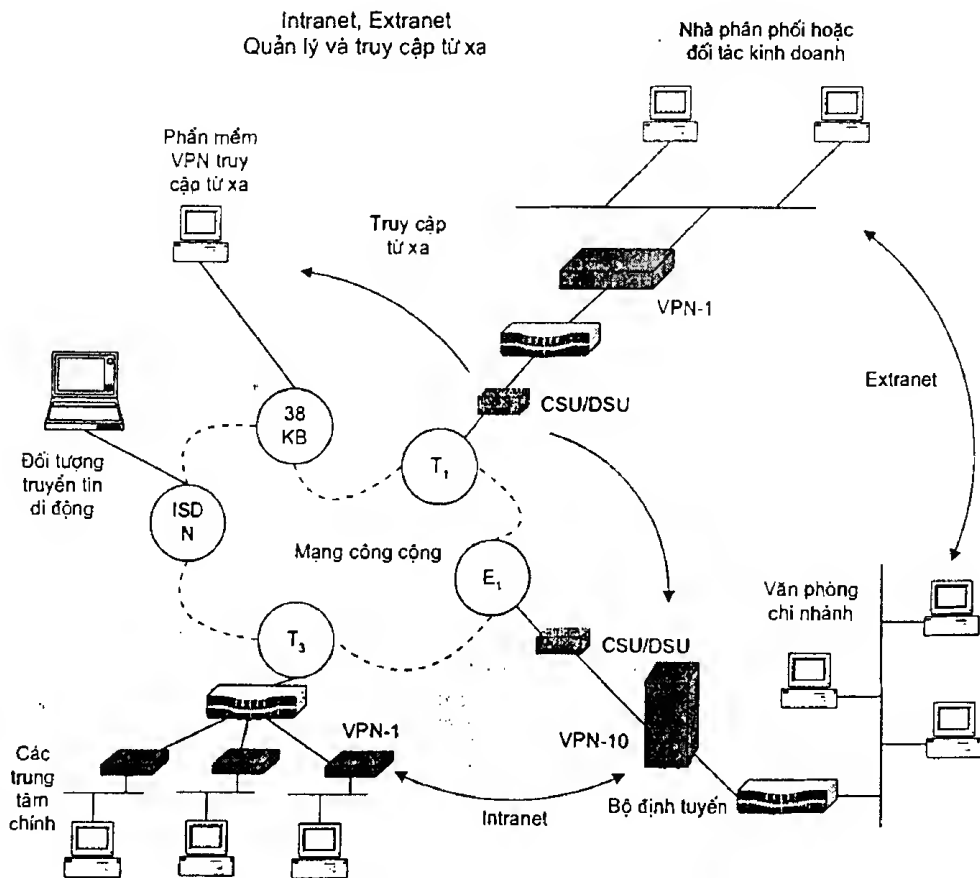 Intranet, Extranet
Quản lý và truy cập từ xa
Nhà phân phối hoặc
đối tác kinh doanh
Phần mềm
VPN truy
cập từ xa
Truy cập
từ xa
VPN-1
Extranet
CSU/DSU
38
KB
T₁
Đối tượng
truyền tin
di động
ISD
N
Mạng công cộng
E₁
Văn phòng
chi nhánh
T₃
CSU/DSU
VPN-1
VPN-10
Các
trung
tâm
chính
Intranet
Bộ định tuyến